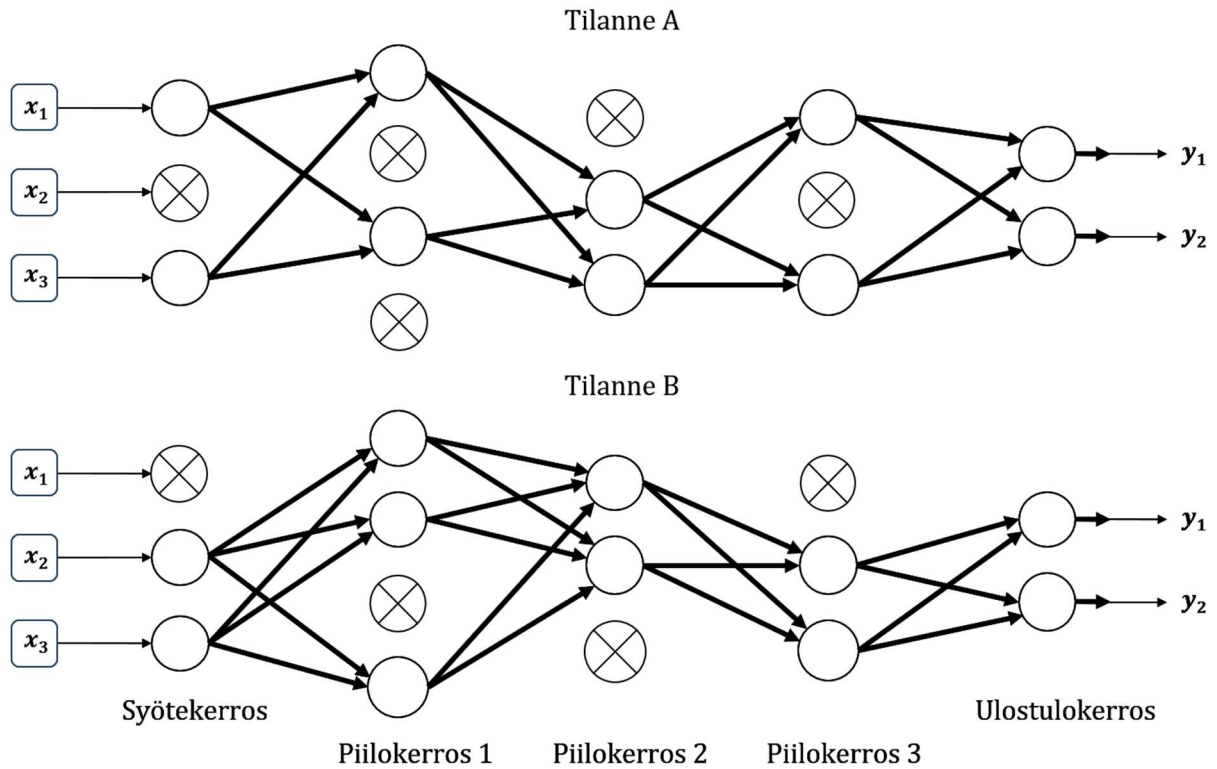 Tilanne A
x₁
x₂
x₃
y₁
y₂
Tilanne B
x₁
x₂
x₃
y₁
y₂
Syötekerros
Ulostulokerros
Piilokerros 1
Piilokerros 2
Piilokerros 3